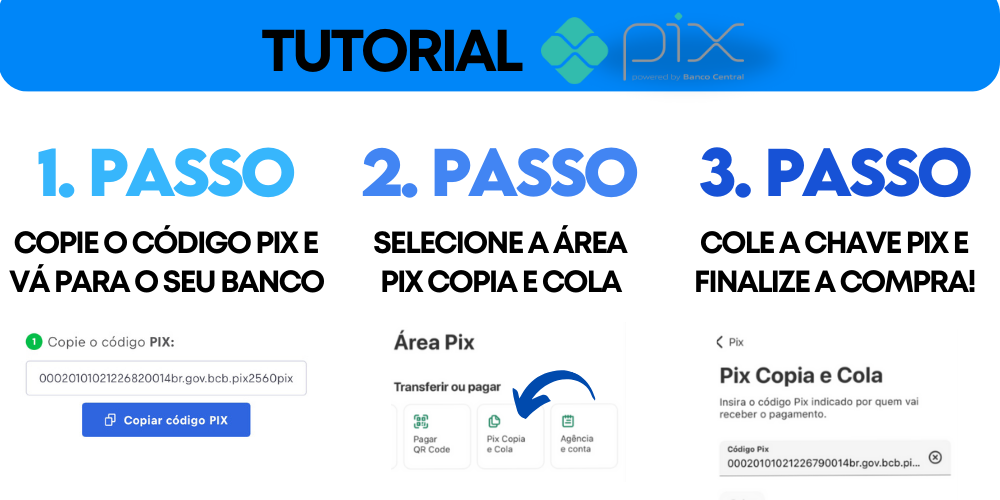 TUTORIAL pix
powered by Banco Central
1. PASSO
COPIE O CÓDIGO PIX E
VÁ PARA O SEU BANCO
1 Copie o código PIX:
00020101021226820014br.gov.bcb.pix2560pix
Copiar código PIX
2. PASSO
SELECIONE A ÁREA
PIX COPIA E COLA
Área Pix
Transferir ou pagar
Pagar
QR Code
Pix Copia
e Cola
Agência
e conta
3. PASSO
COLE A CHAVE PIX E
FINALIZE A COMPRA!
Pix
Pix Copia e Cola
Insira o código Pix indicado por quem vai
receber o pagamento.
Código Pix
00020101021226790014br.gov.bcb.pi...